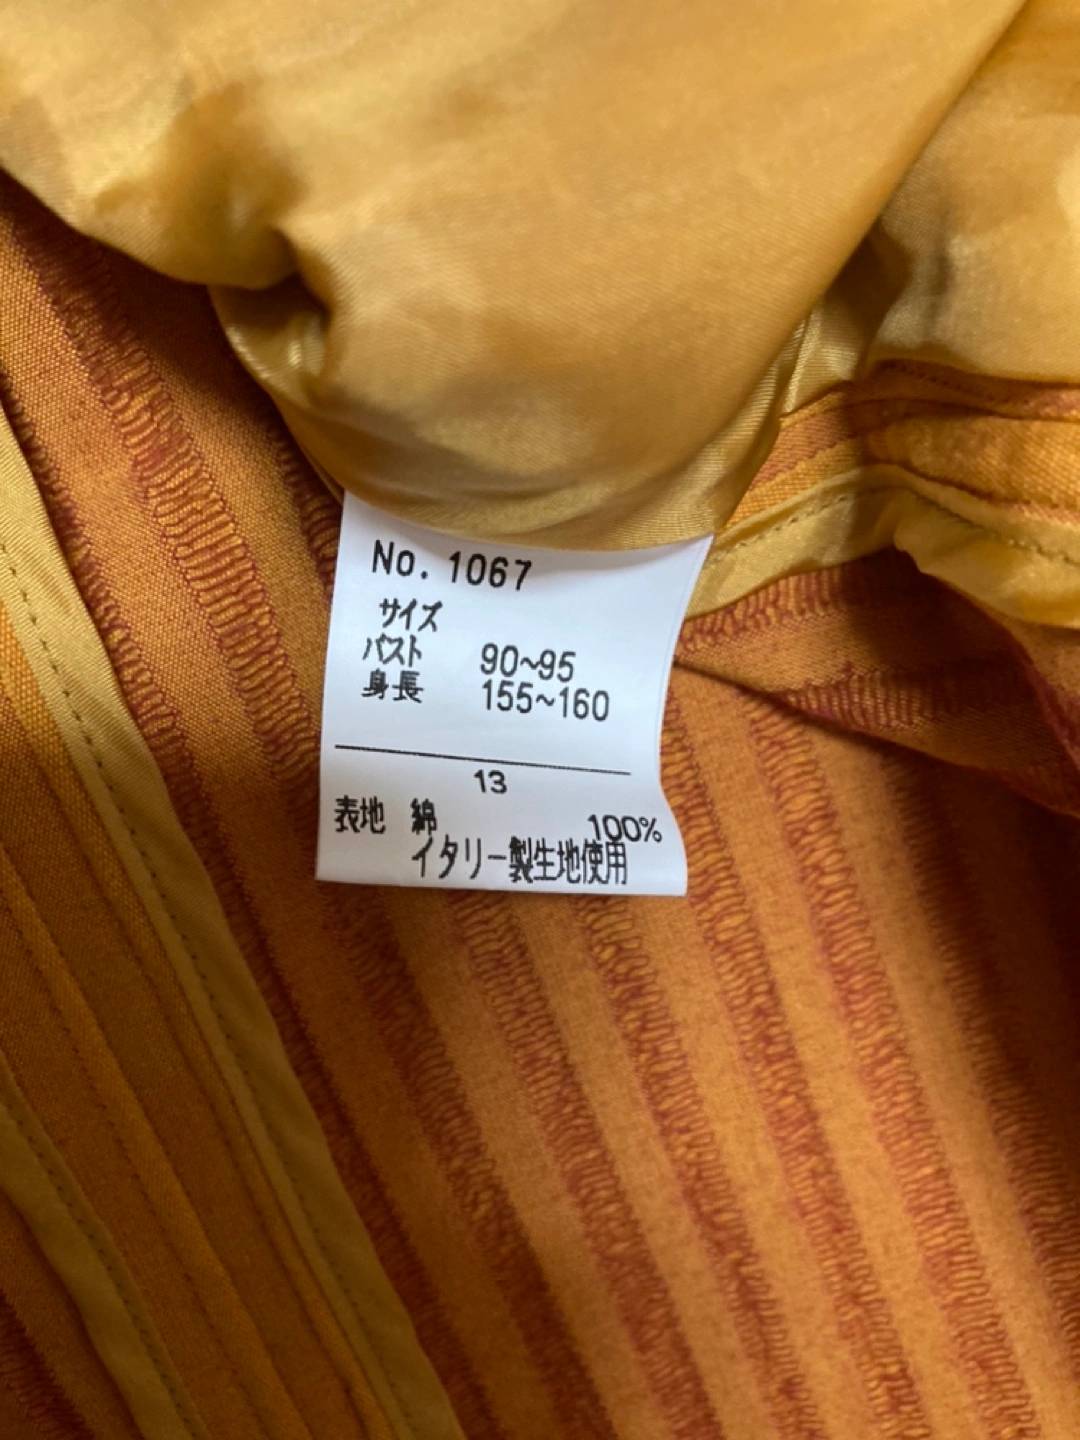 No. 1067
サイズ
バスト 90~95
身長 155~160
13
表地 綿 100%
イタリー製生地使用